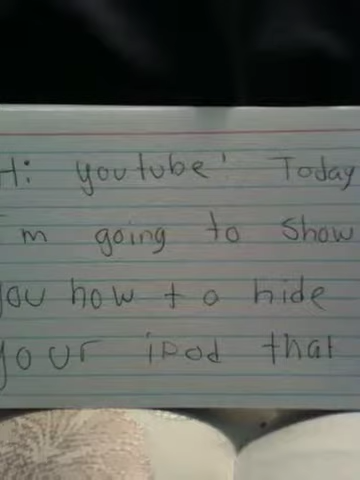 Hi youtube! Today
I'm going to show
you how to hide
your ipod that